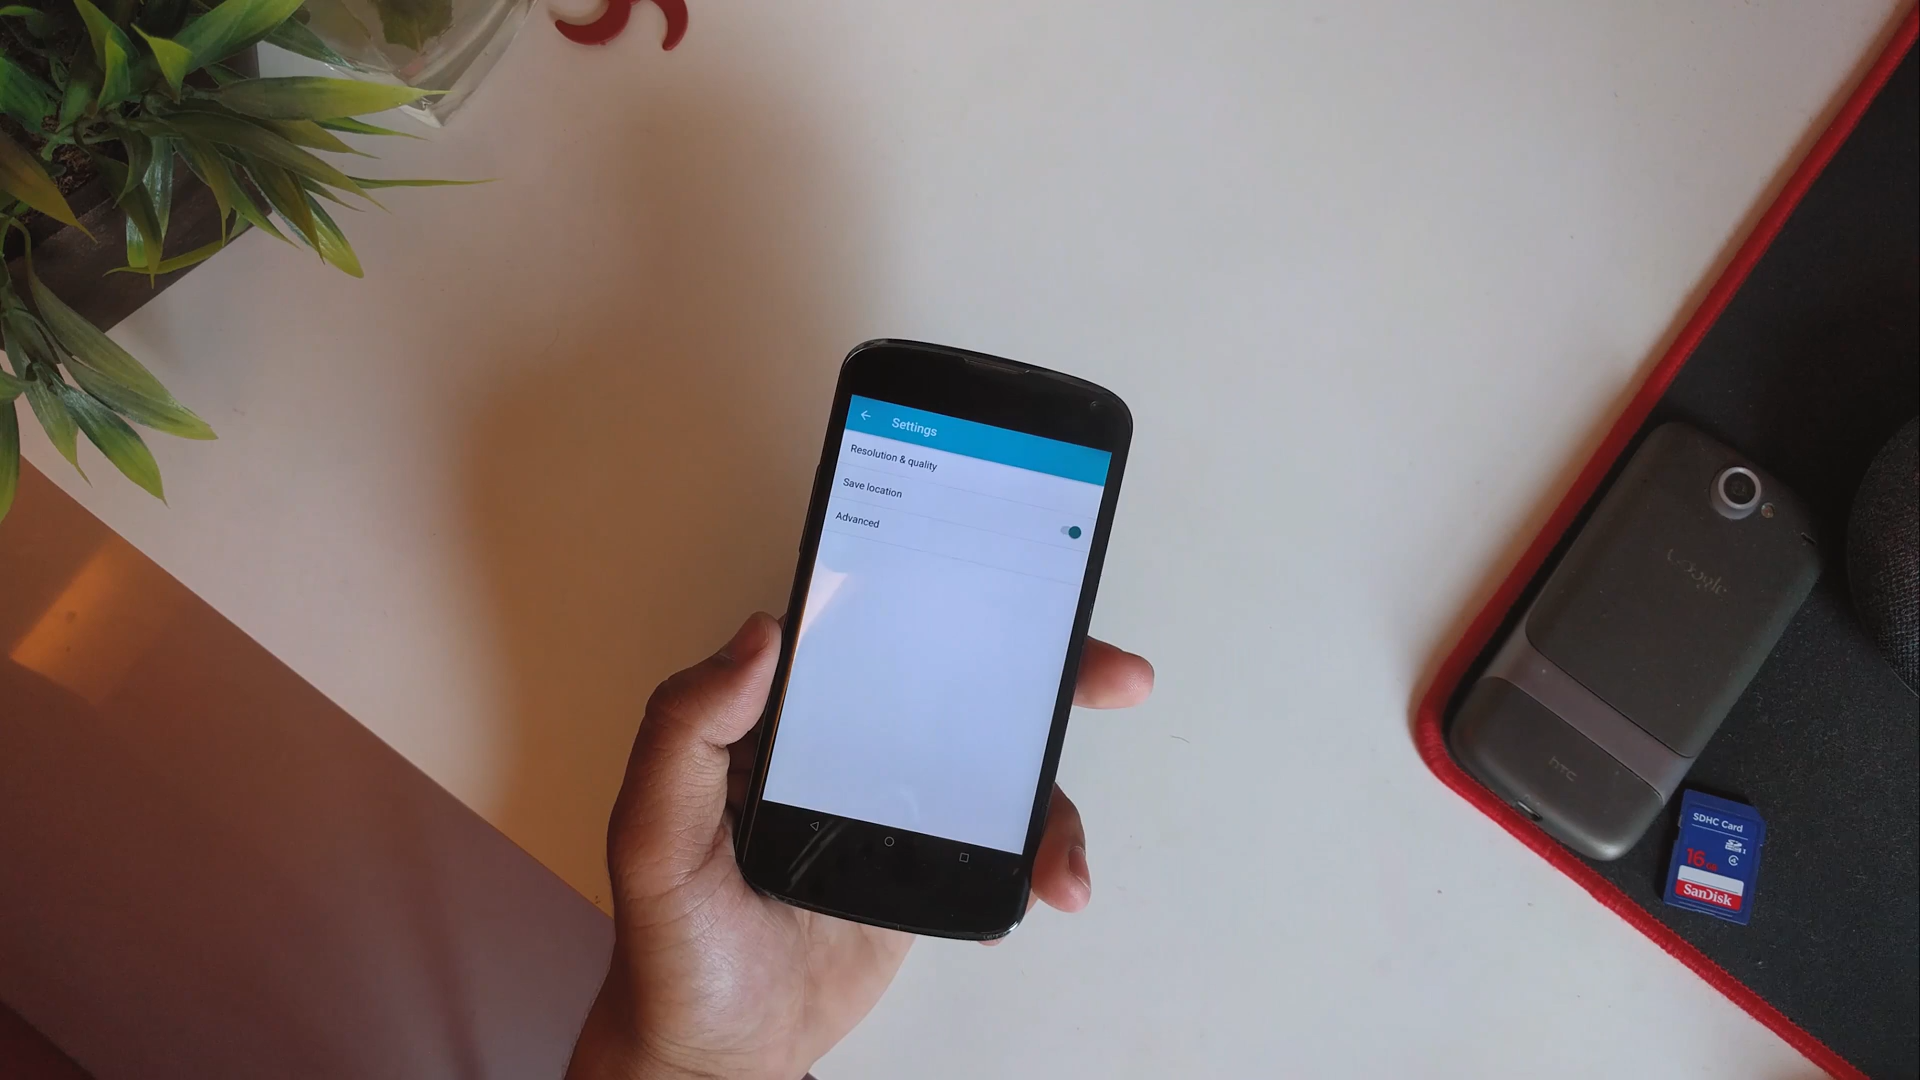 Settings
Resolution & quality
Save location
Advanced
Google
hTC
SDHC Card
16GB
SanDisk